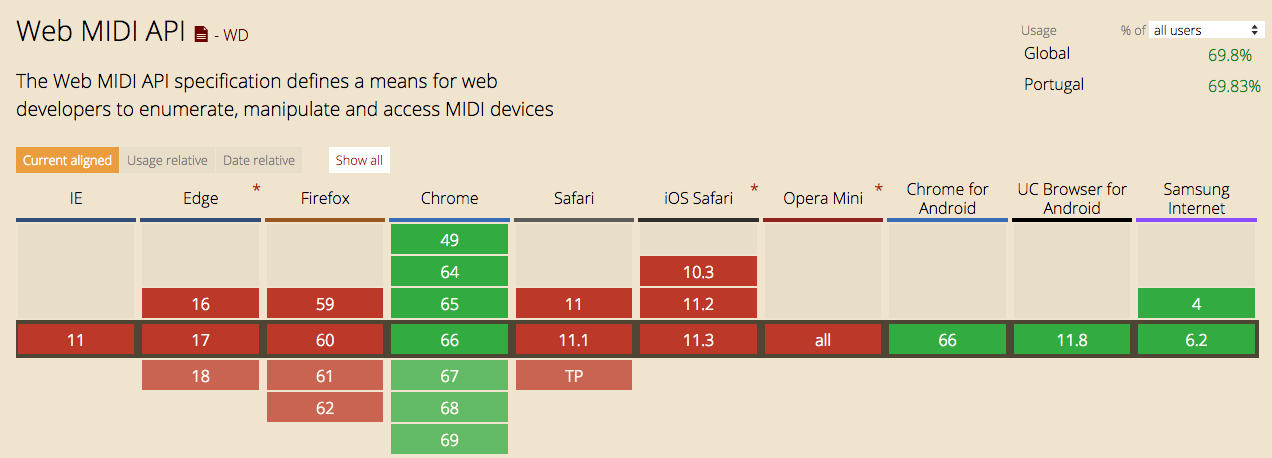 Web MIDI API - WD
Usage % of all users
Global 69.8%
Portugal 69.83%
The Web MIDI API specification defines a means for web
developers to enumerate, manipulate and access MIDI devices
Current aligned Usage relative Date relative Show all
IE Edge * Firefox Chrome Safari iOS Safari * Opera Mini * Chrome for Android UC Browser for Android Samsung Internet
49
64 10.3
16 59 65 11 11.2 4
11 17 60 66 11.1 11.3 all 66 11.8 6.2
18 61 67 TP
62 68
69